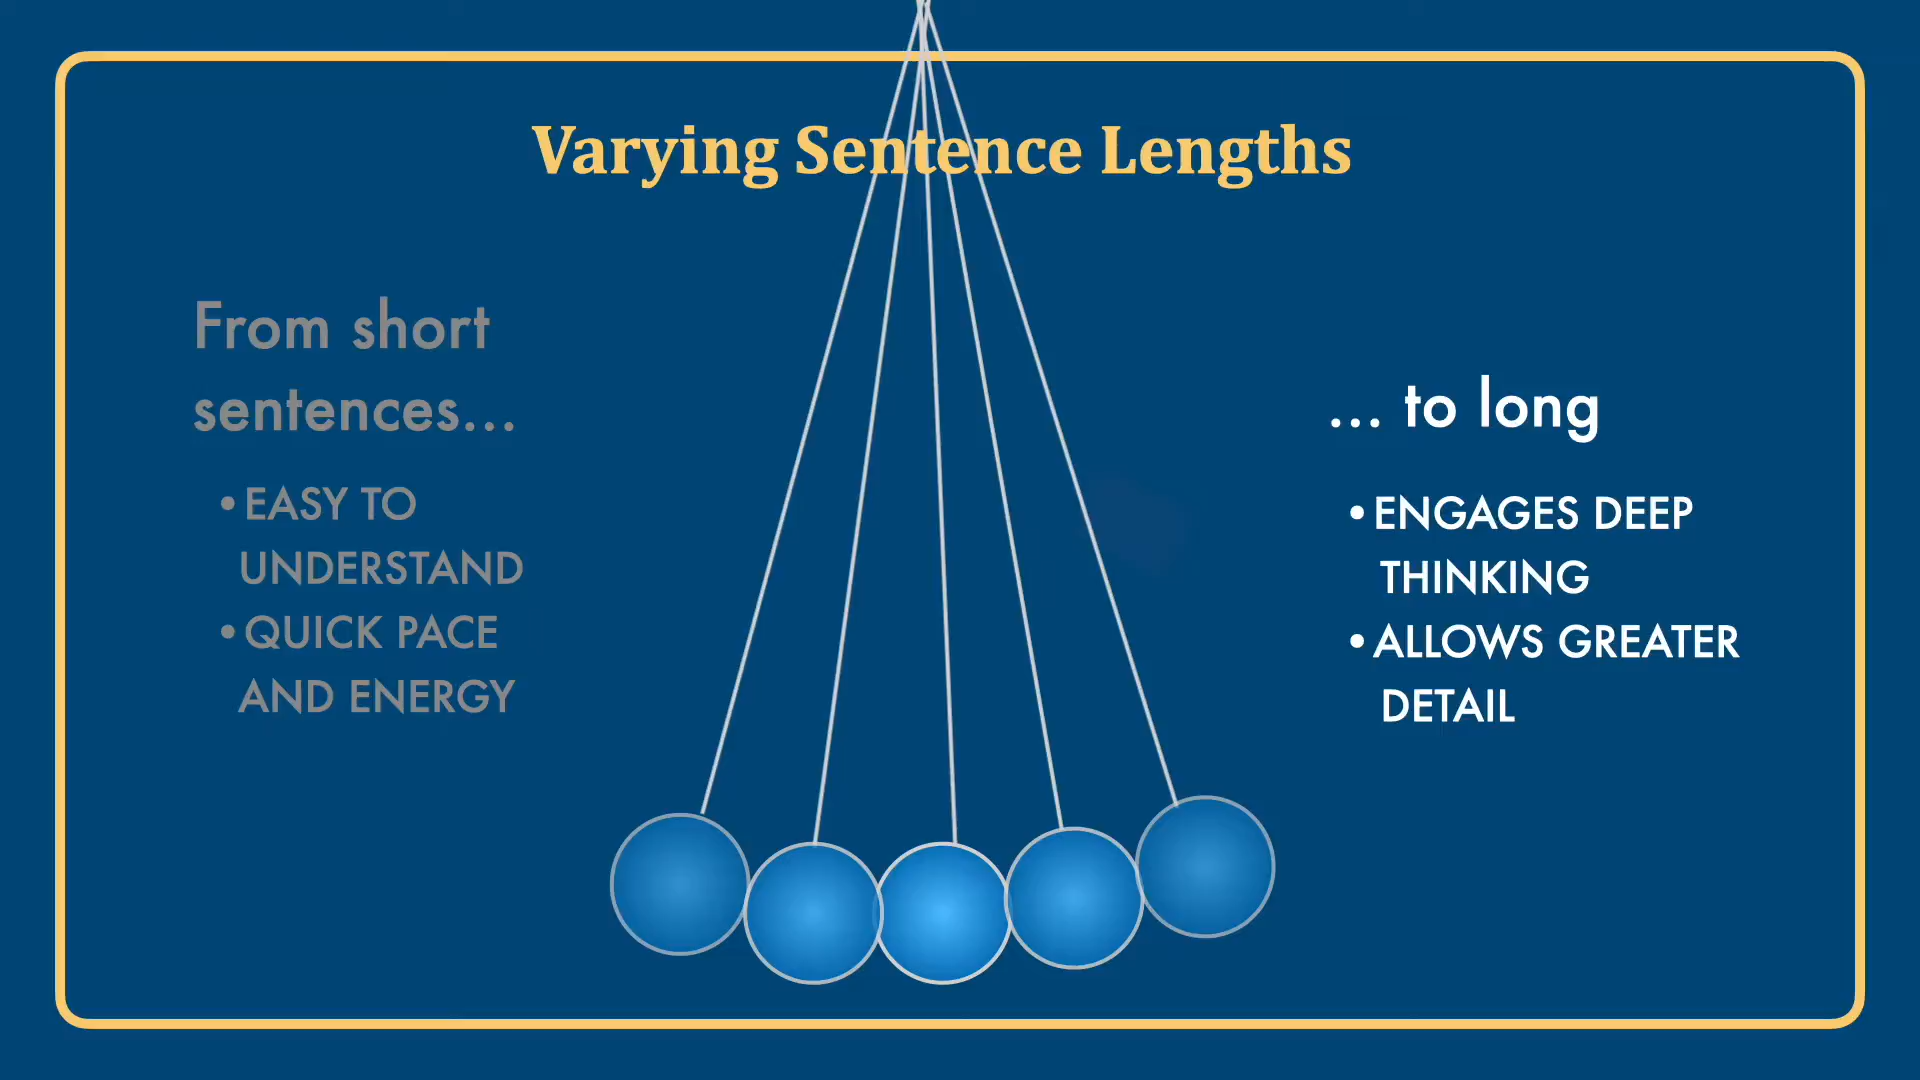 Varying Sentence Lengths
From short
sentences...
•EASY TO
UNDERSTAND
•QUICK PACE
AND ENERGY
... to long
•ENGAGES DEEP
THINKING
•ALLOWS GREATER
DETAIL